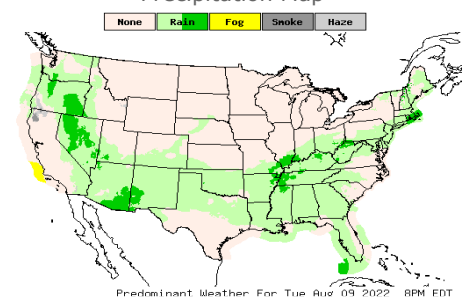 Precipitation Map
None Rain Fog Smoke Haze
Predominant Weather For Tue Aug 09 2022 8PM EDT